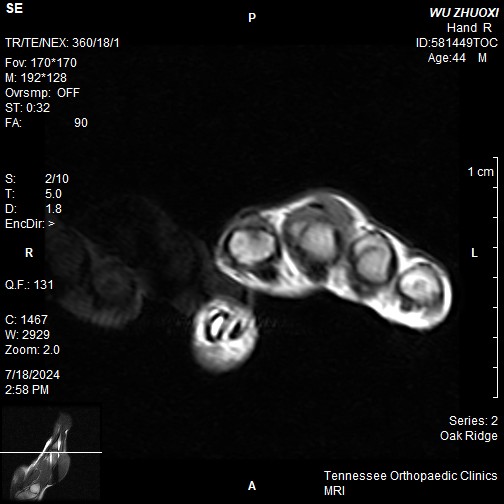 SE
P
WU ZHUOXI
Hand R
ID:581449TOC
Age:44 M
TR/TE/NEX: 360/18/1
Fov: 170*170
M: 192*128
Ovrsmp: OFF
ST: 0:32
FA: 90
S: 2/10
T: 5.0
D: 1.8
EncDir: >
1 cm
R
L
Q.F.: 131
C: 1467
W: 2929
Zoom: 2.0
7/18/2024
2:58 PM
Series: 2
Oak Ridge
A
Tennessee Orthopaedic Clinics
MRI